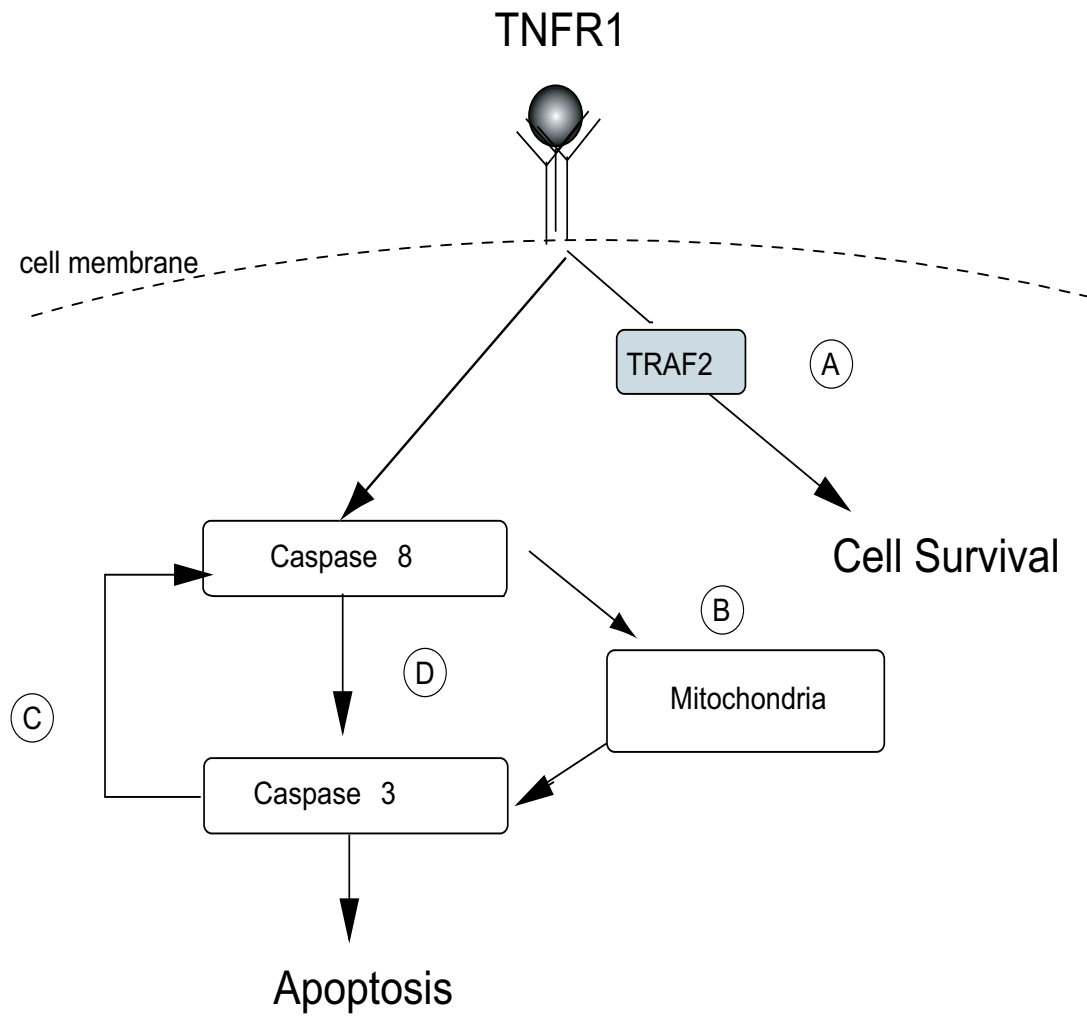 TNFR1
cell membrane
TRAF2
A
Caspase 8
Cell Survival
B
D
Mitochondria
C
Caspase 3
Apoptosis